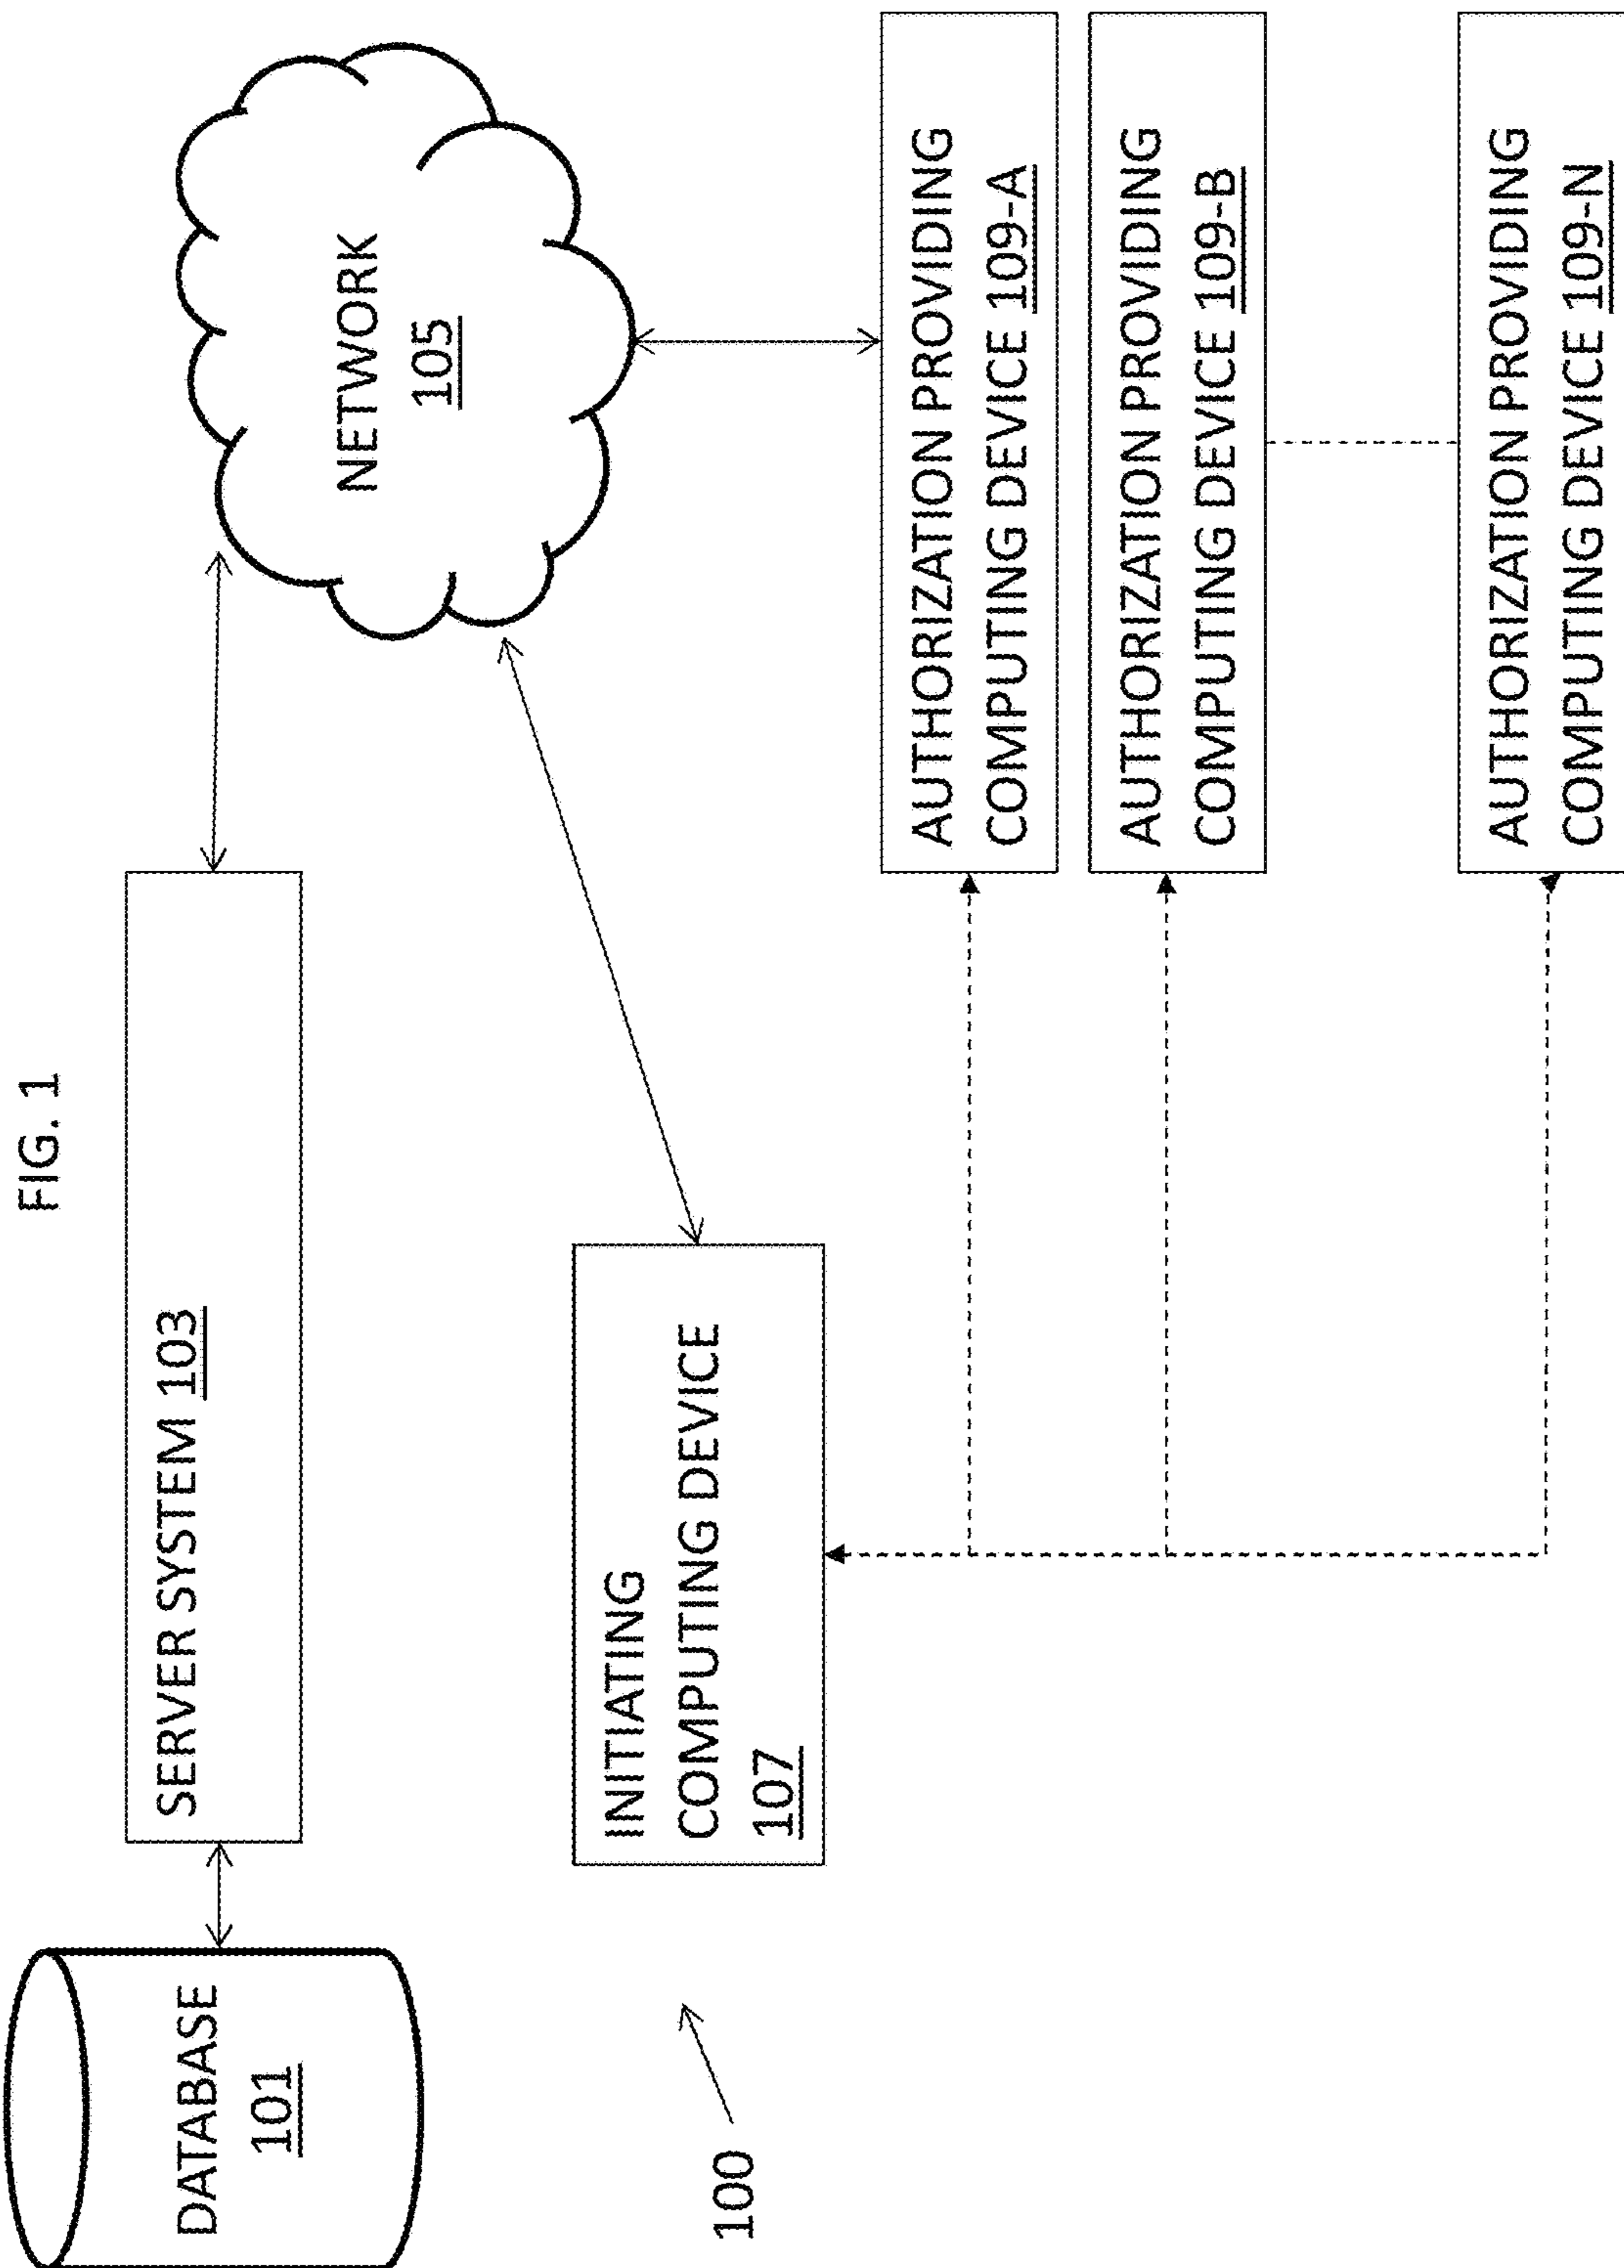 FIG. 1
DATABASE
101
SERVER SYSTEM 103
NETWORK
105
INITIATING
COMPUTING DEVICE
107
100
AUTHORIZATION PROVIDING
COMPUTING DEVICE 109-A
AUTHORIZATION PROVIDING
COMPUTING DEVICE 109-B
AUTHORIZATION PROVIDING
COMPUTING DEVICE 109-N